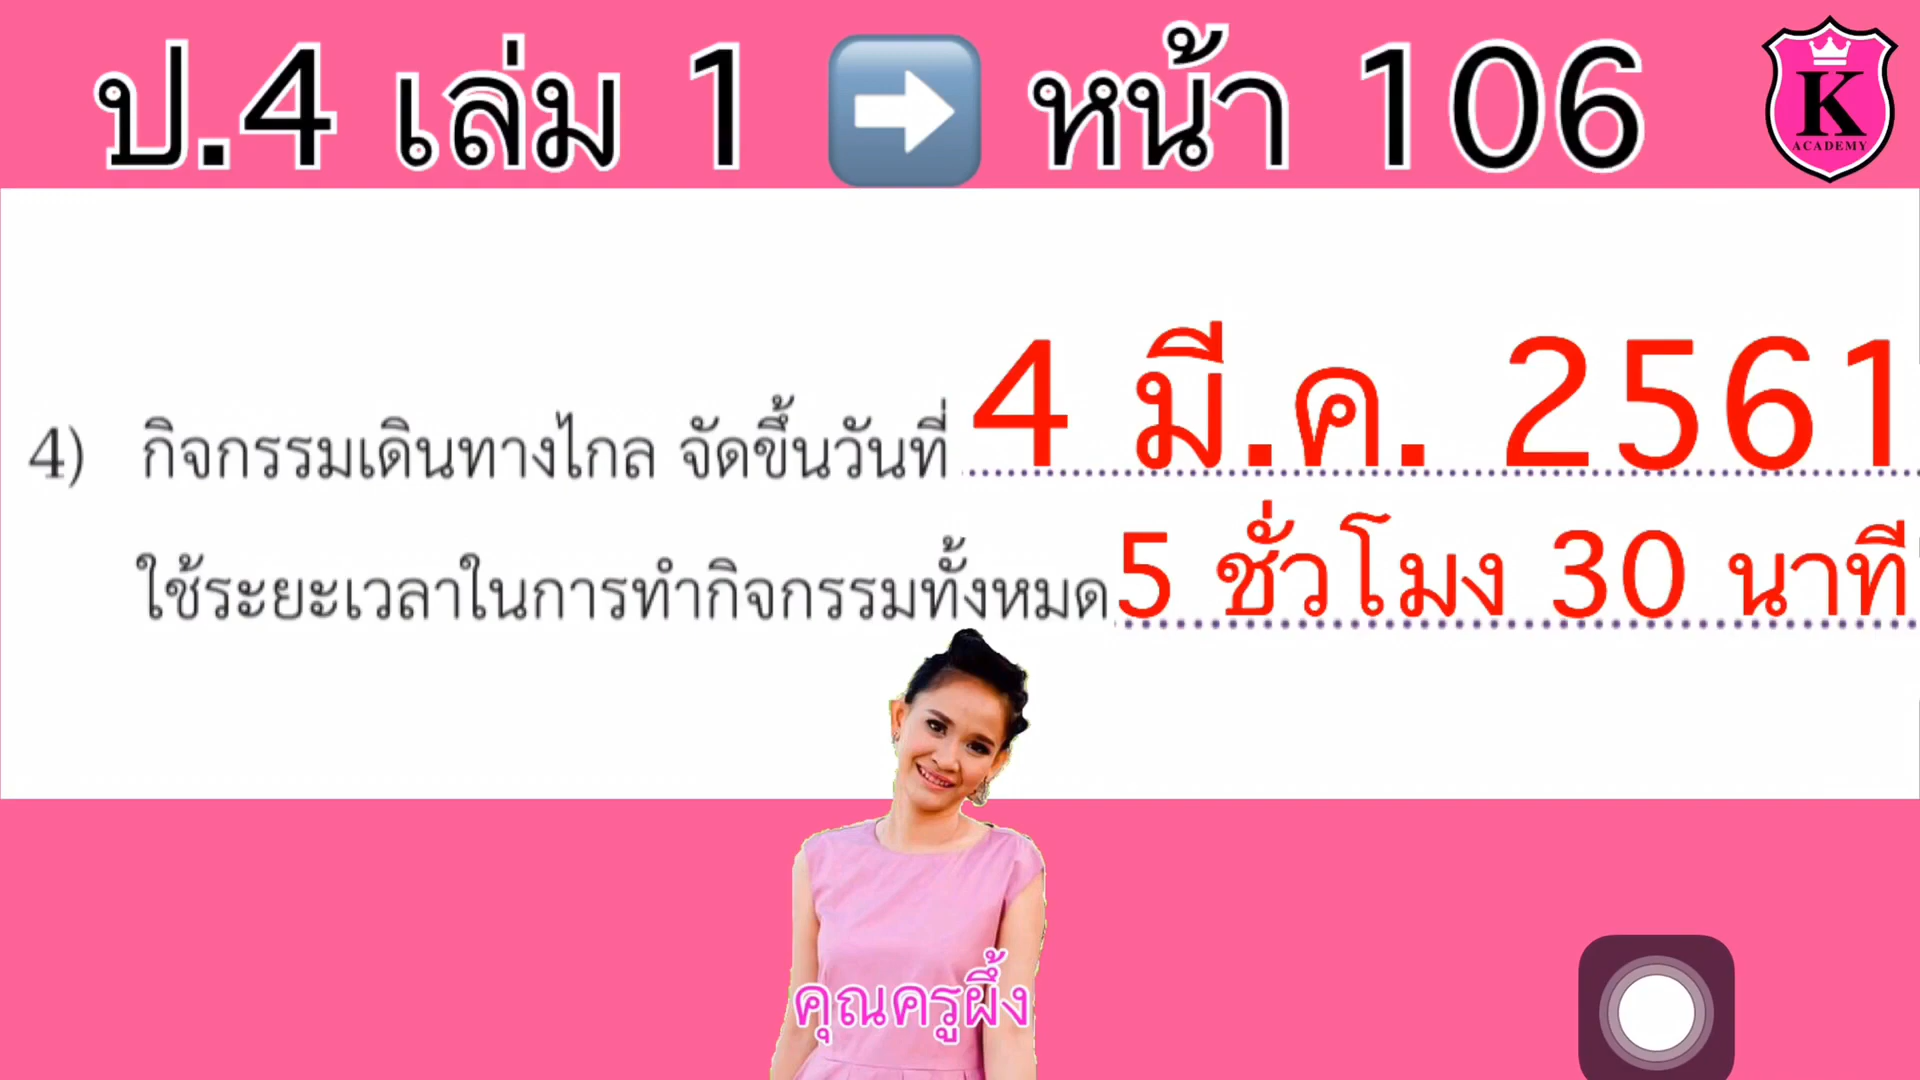 ป.4 เล่ม 1 ➡ หน้า 106
K
ACADEMY
4) กิจกรรมเดินทางไกล จัดขึ้นวันที่ 4 มี.ค. 2561
ใช้ระยะเวลาในการทำกิจกรรมทั้งหมด 5 ชั่วโมง 30 นาที
คุณครูผึ้ง